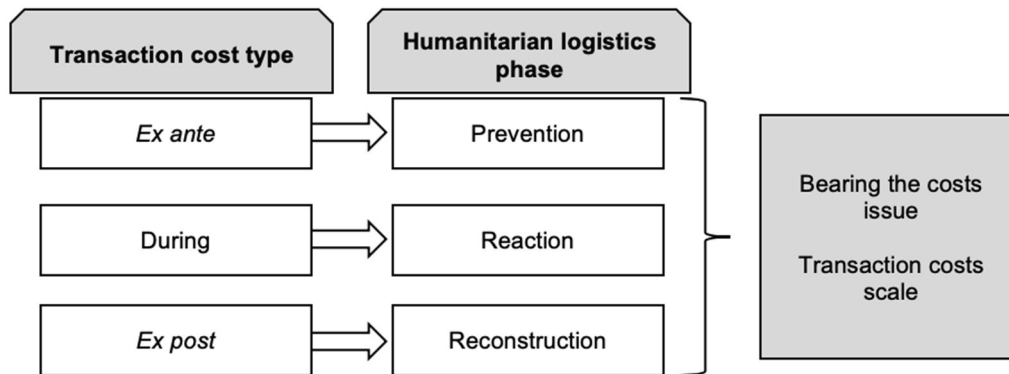 Transaction cost type
Humanitarian logistics
phase
Ex ante
Prevention
During
Reaction
Ex post
Reconstruction
Bearing the costs
issue
Transaction costs
scale